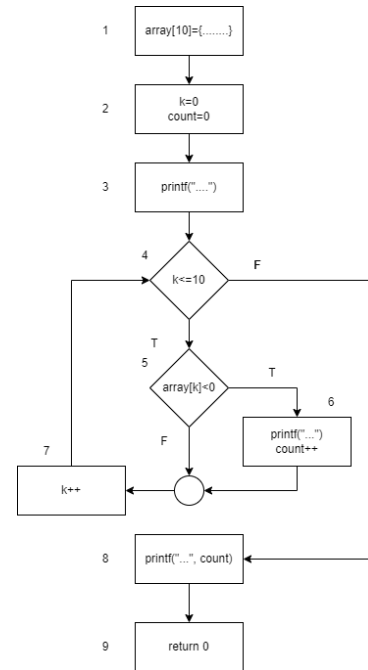 1
array[10]={........}
2
k=0
count=0
3
printf("....")
4
k<=10
F
T
5
array[k]<0
T
6
printf("...")
count++
F
7
k++
8
printf("...", count)
9
return 0